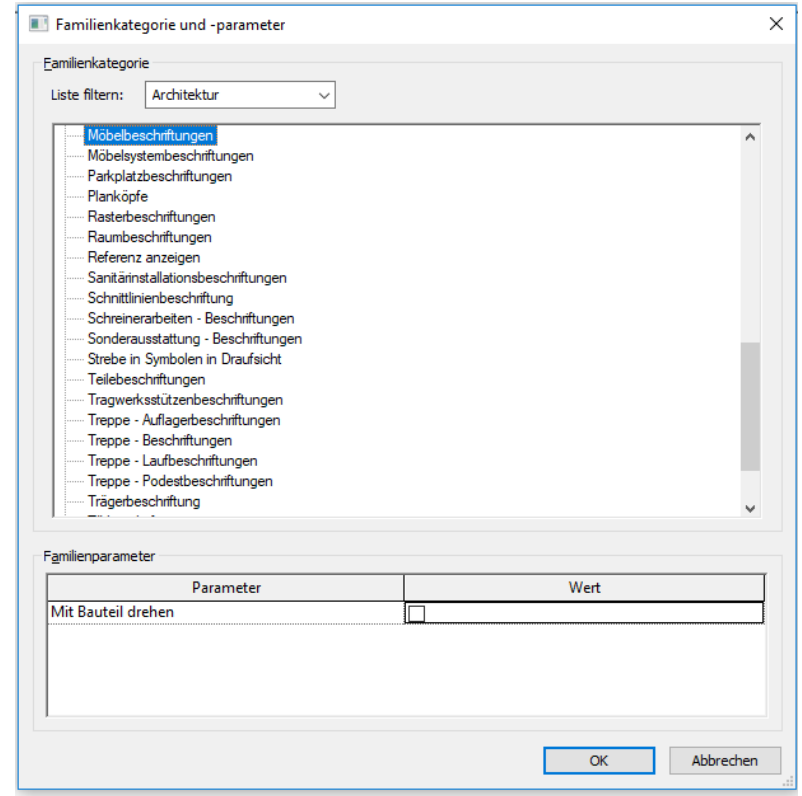 Familienkategorie und -parameter
Familienkategorie
Liste filtern: Architektur
Möbelbeschriftungen
Möbelsystembeschriftungen
Parkplatzbeschriftungen
Planköpfe
Rasterbeschriftungen
Raumbeschriftungen
Referenz anzeigen
Sanitärinstallationsbeschriftungen
Schnittlinienbeschriftung
Schreinerarbeiten - Beschriftungen
Sonderausstattung - Beschriftungen
Strebe in Symbolen in Draufsicht
Teilebeschriftungen
Tragwerksstützenbeschriftungen
Treppe - Auflagerbeschriftungen
Treppe - Beschriftungen
Treppe - Laufbeschriftungen
Treppe - Podestbeschriftungen
Trägerbeschriftung
Familienparameter
Parameter Wert
Mit Bauteil drehen
OK Abbrechen